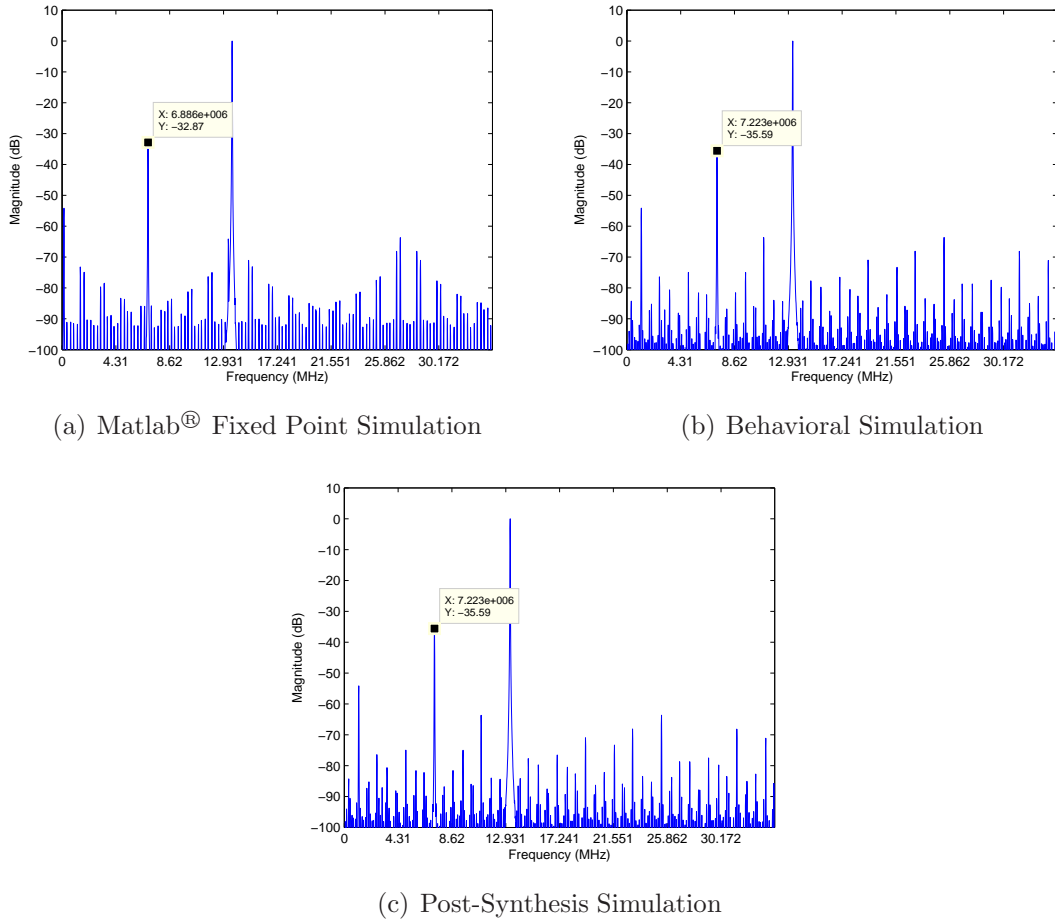 10
0
−10
−20
−30
−40
−50
−60
−70
−80
−90
−100
Magnitude (dB)
X: 6.886e+006
Y: −32.87
0 4.31 8.62 12.931 17.241 21.551 25.862 30.172
Frequency (MHz)
(a) Matlab® Fixed Point Simulation
10
0
−10
−20
−30
−40
−50
−60
−70
−80
−90
−100
Magnitude (dB)
X: 7.223e+006
Y: −35.59
0 4.31 8.62 12.931 17.241 21.551 25.862 30.172
Frequency (MHz)
(b) Behavioral Simulation
10
0
−10
−20
−30
−40
−50
−60
−70
−80
−90
−100
Magnitude (dB)
X: 7.223e+006
Y: −35.59
0 4.31 8.62 12.931 17.241 21.551 25.862 30.172
Frequency (MHz)
(c) Post-Synthesis Simulation